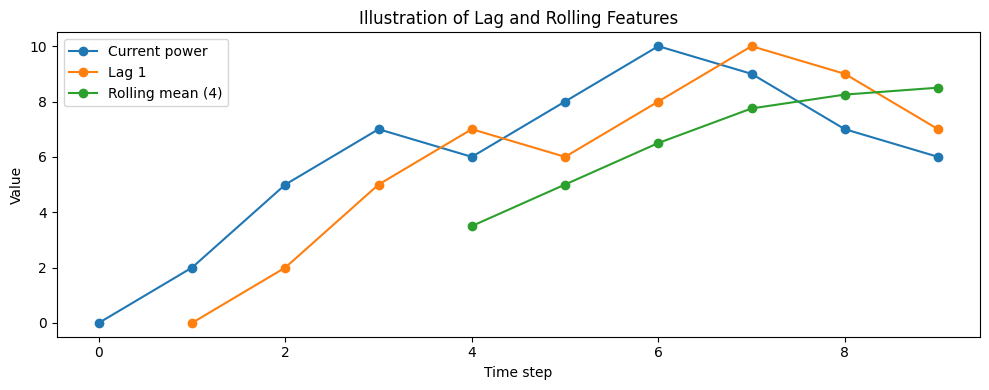 Illustration of Lag and Rolling Features
Current power
Lag 1
Rolling mean (4)
Value
10
8
6
4
2
0
0 2 4 6 8
Time step